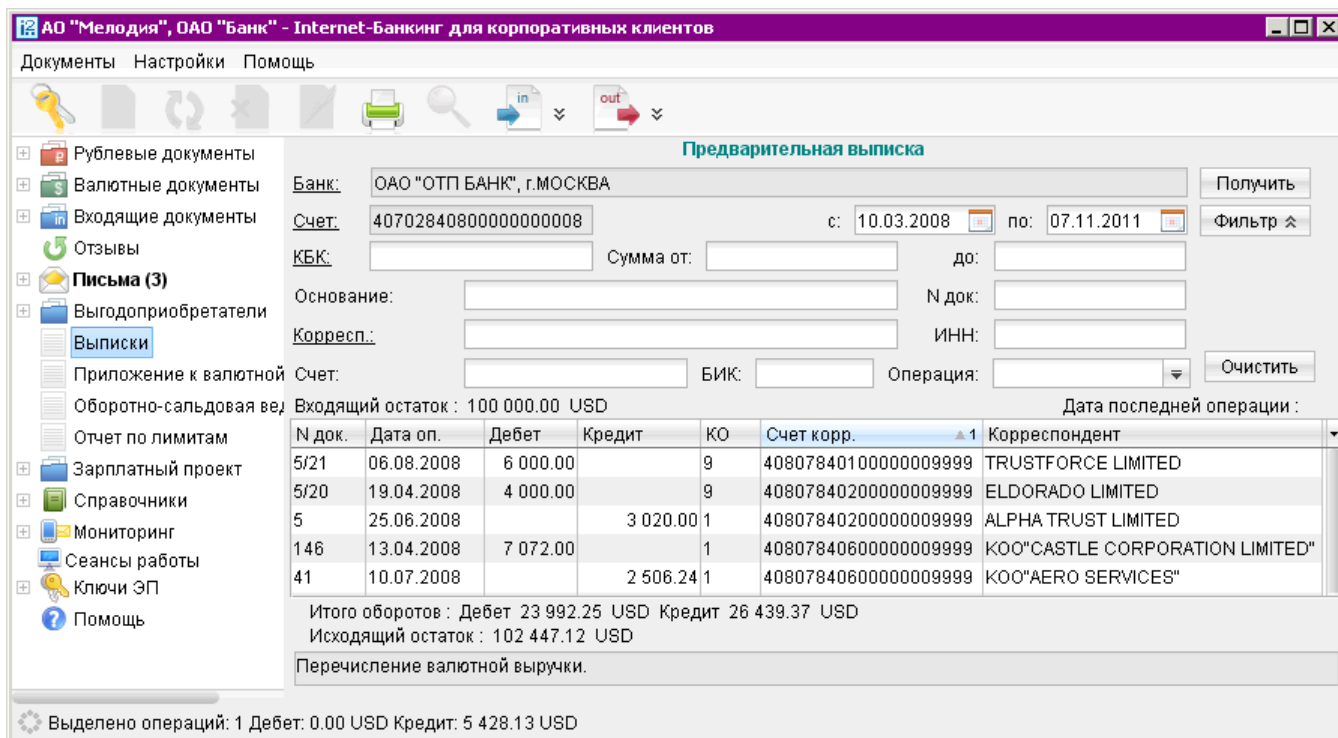 АО "Мелодия", ОАО "Банк" - Internet-Банкинг для корпоративных клиентов
Документы Настройки Помощь
in out
Рублевые документы
Валютные документы
Входящие документы
Отзывы
Письма (3)
Выгодоприобретатели
Выписки
Приложение к валютной
Оборотно-сальдовая
Отчет по лимитам
Зарплатный проект
Справочники
Мониторинг
Сеансы работы
Ключи ЭП
Помощь
Предварительная выписка
Банк: ОАО "ОТП БАНК", г.МОСКВА Получить
Счет: 40702840800000000008 с: 10.03.2008 по: 07.11.2011 Фильтр
КБК: Сумма от: до:
Основание: N док:
Корресп.: ИНН:
Счет: БИК: Операция: Очистить
Входящий остаток : 100 000.00 USD Дата последней операции :
N док. Дата оп. Дебет Кредит КО Счет корр. 1 Корреспондент
5/21 06.08.2008 6 000.00 9 40807840100000009999 TRUSTFORCE LIMITED
5/20 19.04.2008 4 000.00 9 40807840200000009999 ELDORADO LIMITED
5 25.06.2008 3 020.00 1 40807840200000009999 ALPHA TRUST LIMITED
146 13.04.2008 7 072.00 1 40807840600000009999 КОО"CASTLE CORPORATION LIMITED"
41 10.07.2008 2 506.24 1 40807840600000009999 КОО"AERO SERVICES"
Итого оборотов : Дебет 23 992.25 USD Кредит 26 439.37 USD
Исходящий остаток : 102 447.12 USD
Перечисление валютной выручки.
Выделено операций: 1 Дебет: 0.00 USD Кредит: 5 428.13 USD